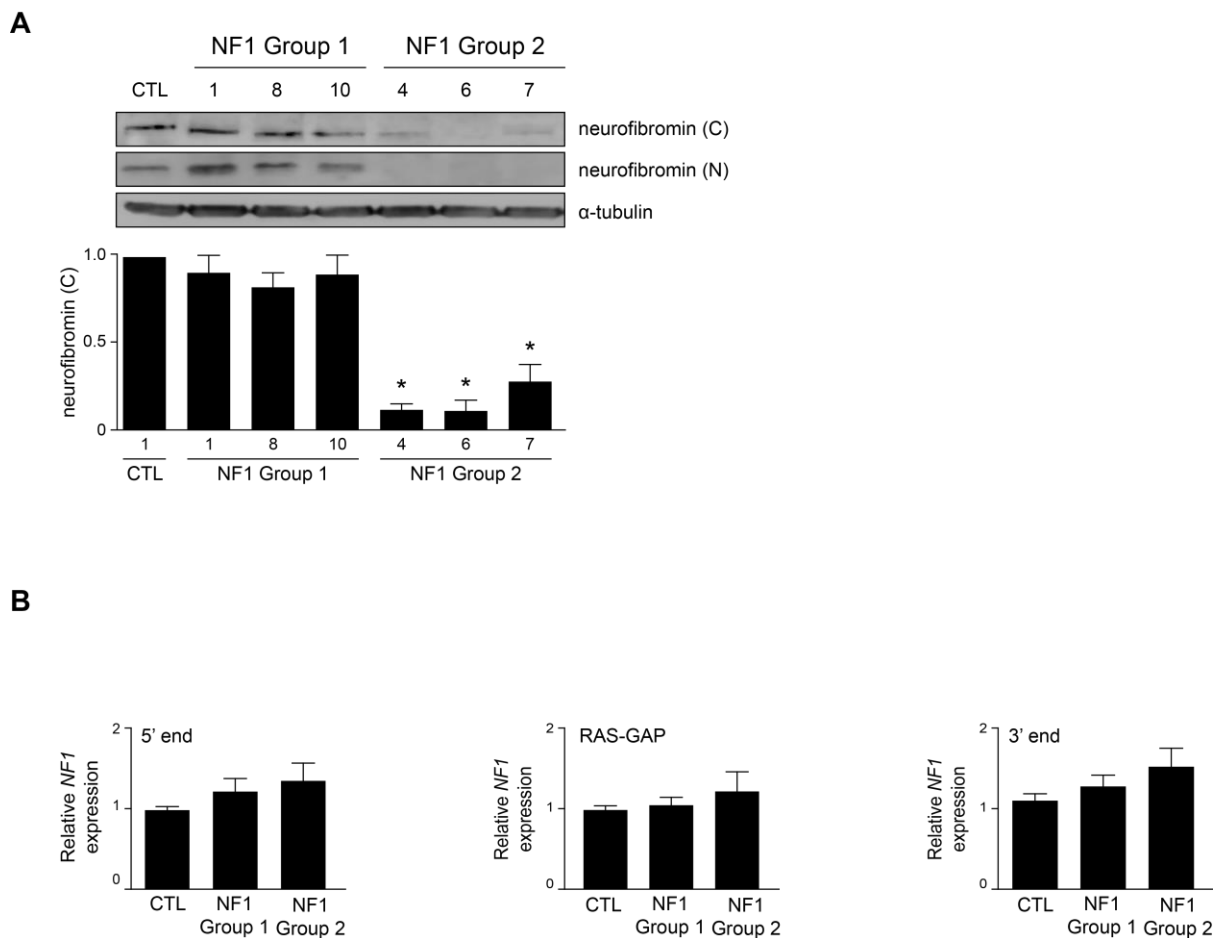 A
NF1 Group 1 NF1 Group 2
CTL 1 8 10 4 6 7
neurofibromin (C)
neurofibromin (N)
α-tubulin
neurofibromin (C)
1.0
0.5
0
* * *
1 1 8 10 4 6 7
CTL NF1 Group 1 NF1 Group 2
B
Relative NF1 expression
2
1
0
5' end
CTL NF1 Group 1 NF1 Group 2
Relative NF1 expression
2
1
0
RAS-GAP
CTL NF1 Group 1 NF1 Group 2
Relative NF1 expression
2
1
0
3' end
CTL NF1 Group 1 NF1 Group 2